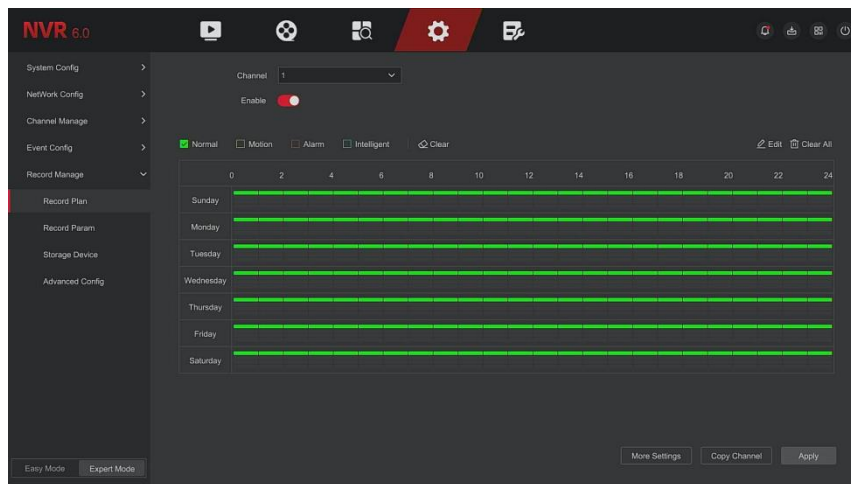 NVR 6.0
System Config
NetWork Config
Channel Manage
Event Config
Record Manage
Record Plan
Record Param
Storage Device
Advanced Config
Easy Mode Expert Mode
Channel 1
Enable
Normal Motion Alarm Intelligent Clear Edit Clear All
0 2 4 6 8 10 12 14 16 18 20 22 24
Sunday
Monday
Tuesday
Wednesday
Thursday
Friday
Saturday
More Settings Copy Channel Apply